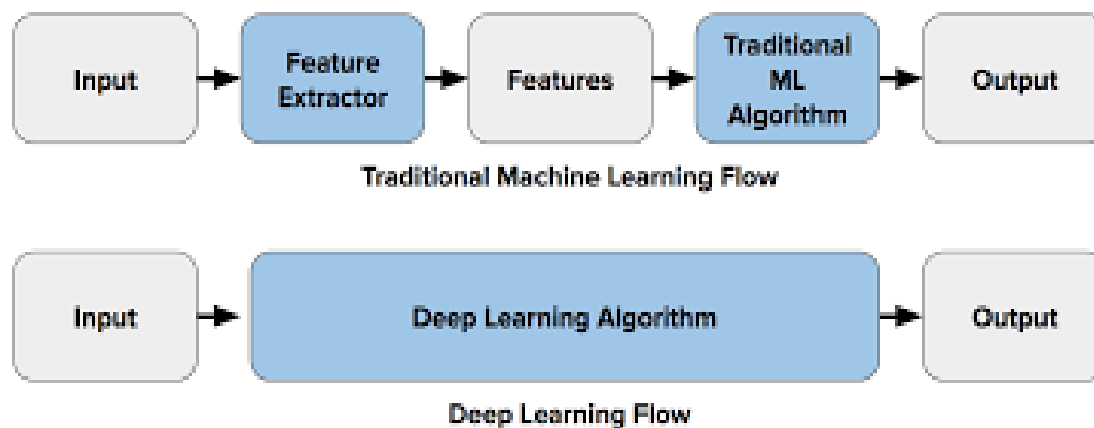 Input
Feature
Extractor
Features
Traditional
ML
Algorithm
Output
Traditional Machine Learning Flow
Input
Deep Learning Algorithm
Output
Deep Learning Flow